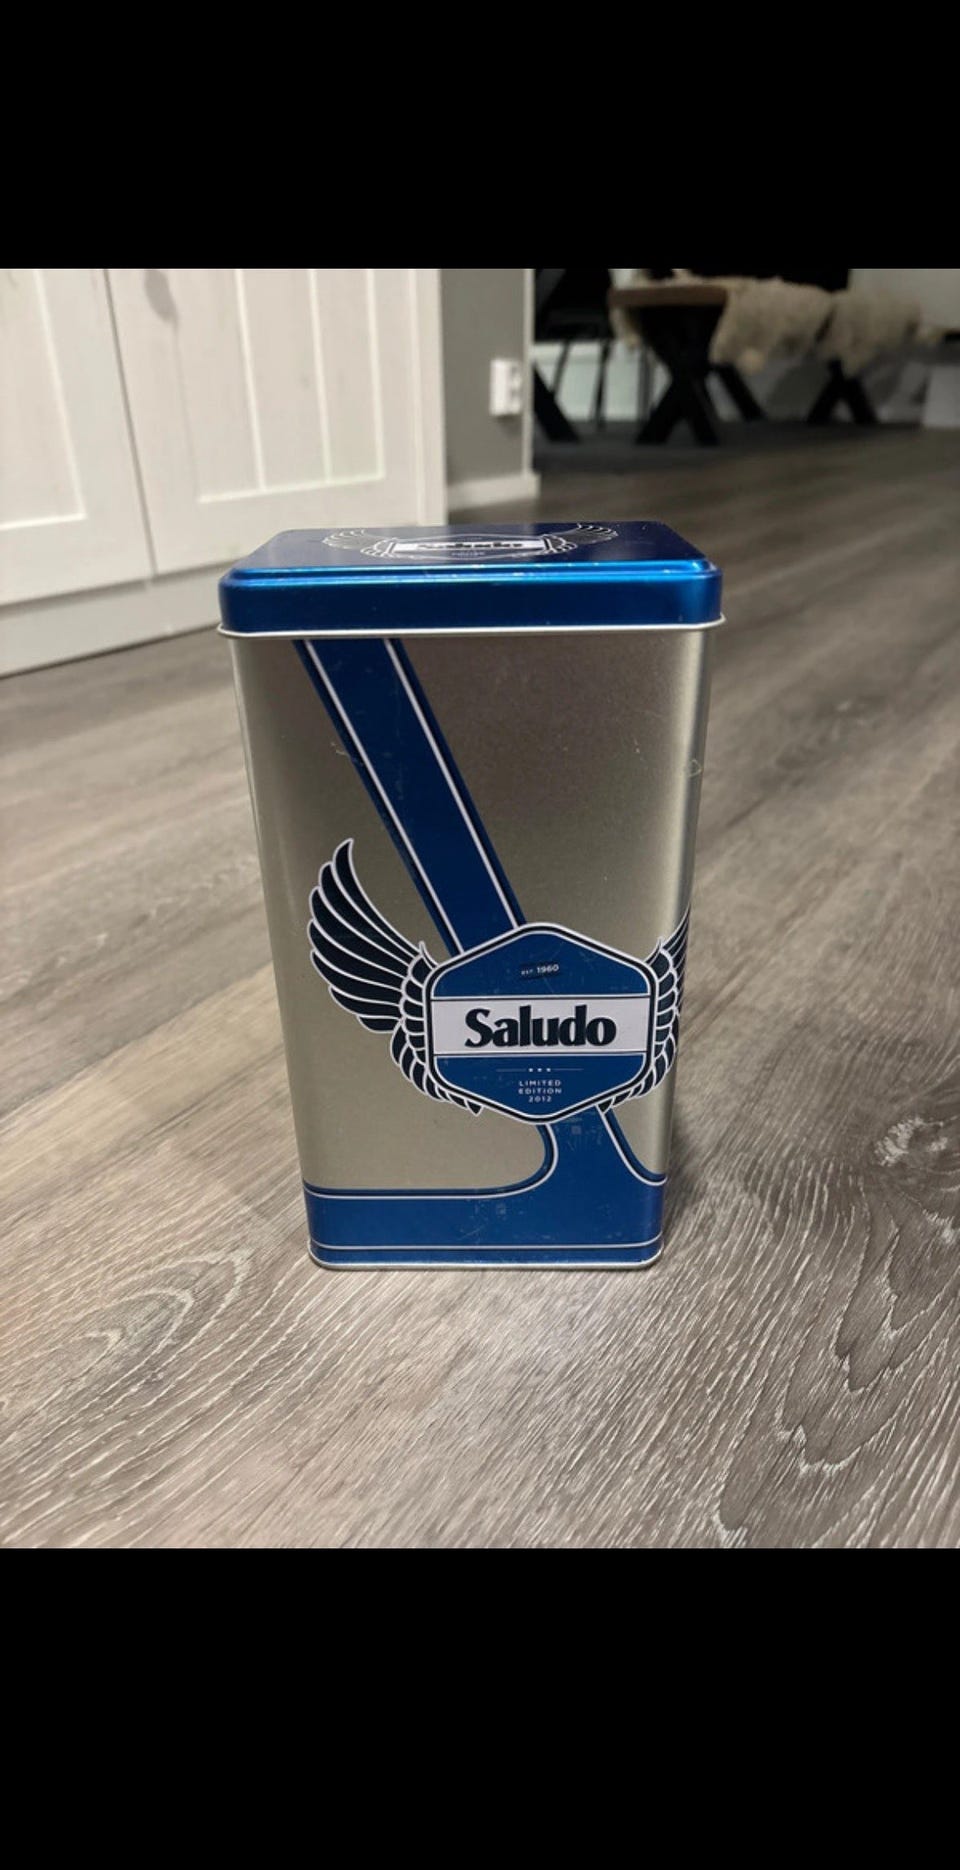 EST 1960
Saludo
LIMITED
EDITION
2012